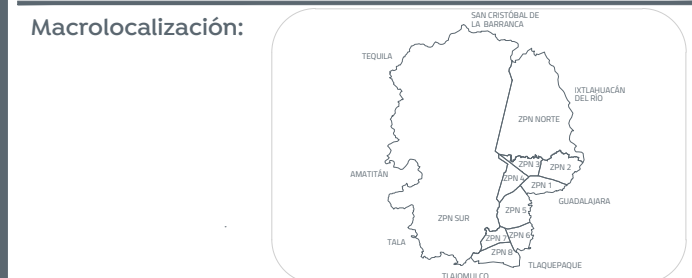 Macrolocalización:
SAN CRISTÓBAL DE
LA BARRANCA
TEQUILA
IXTLAHUACÁN
DEL RÍO
ZPN NORTE
ZPN 3
ZPN 2
AMATITÁN
ZPN 4
ZPN 1
GUADALAJARA
ZPN 5
ZPN SUR
ZPN 7
ZPN 6
TALA
ZPN 8
TLAQUEPAQUE
TLAJOMULCO